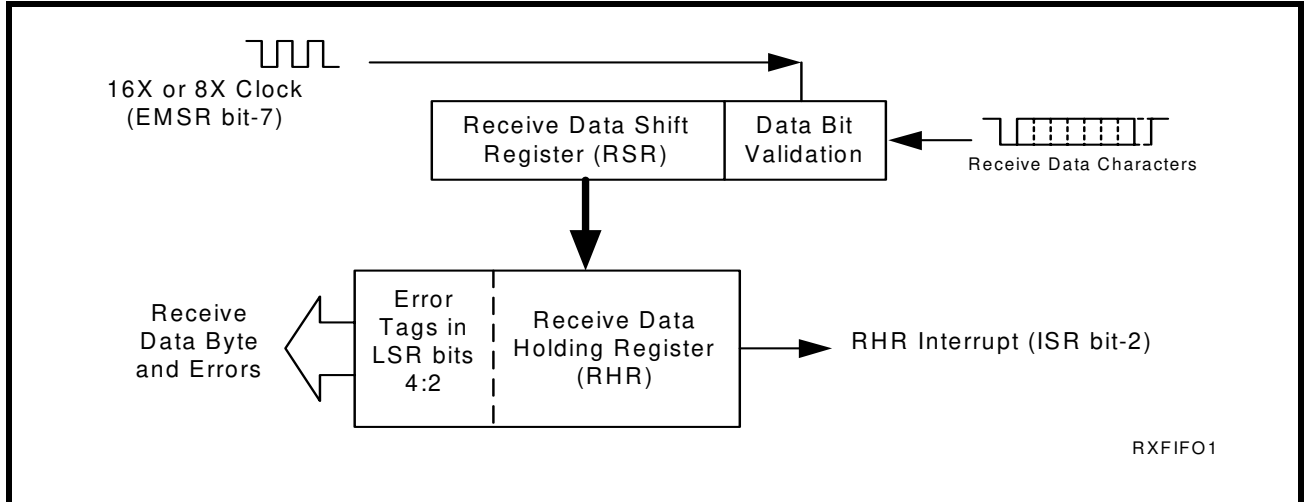 16X or 8X Clock
(EMSR bit-7)
Receive Data Shift
Register (RSR)
Data Bit
Validation
Receive Data Characters
Receive
Data Byte
and Errors
Error
Tags in
LSR bits
4:2
Receive Data
Holding Register
(RHR)
RHR Interrupt (ISR bit-2)
RXFIFO1